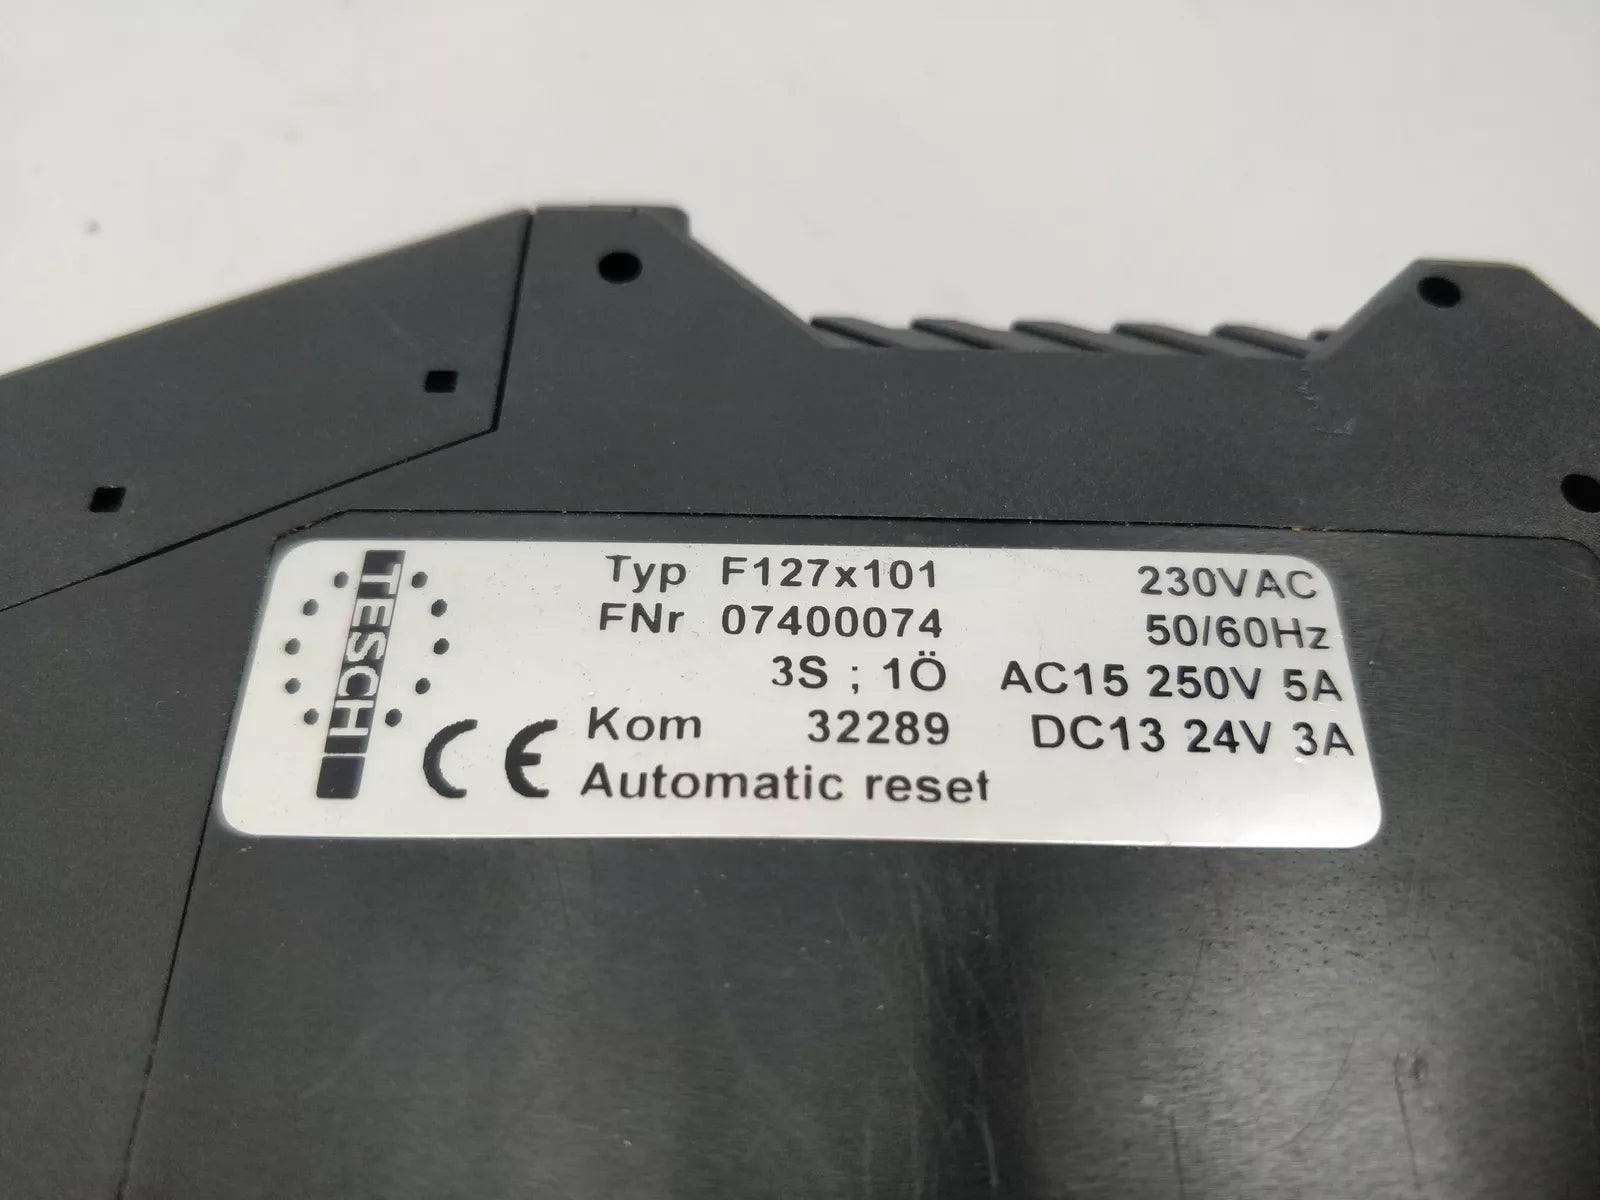 TESCH
Typ F127x101 230VAC
FNr 07400074 50/60Hz
3S ; 1Ö AC15 250V 5A
Kom 32289 DC13 24V 3A
CE Automatic reset